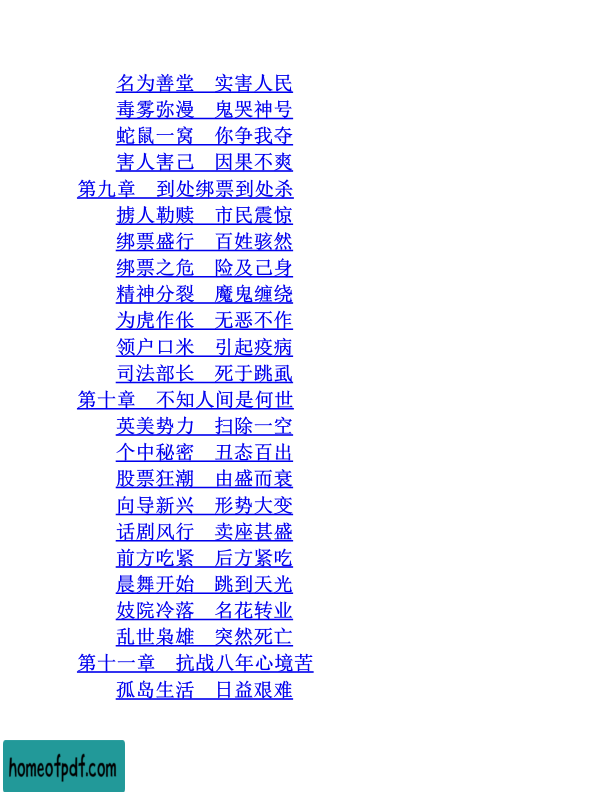 名为善堂　实害人民
毒雾弥漫　鬼哭神号
蛇鼠一窝　你争我夺
害人害己　因果不爽
第九章　到处绑票到处杀
掳人勒赎　市民震惊
绑票盛行　百姓骇然
绑票之危　险及己身
精神分裂　魔鬼缠绕
为虎作伥　无恶不作
领户口米　引起疫病
司法部长　死于跳虱
第十章　不知人间是何世
英美势力　扫除一空
个中秘密　丑态百出
股票狂潮　由盛而衰
向导新兴　形势大变
话剧风行　卖座甚盛
前方吃紧　后方紧吃
晨舞开始　跳到天光
妓院冷落　名花转业
乱世枭雄　突然死亡
第十一章　抗战八年心境苦
孤岛生活　日益艰难
homeofpdf.com